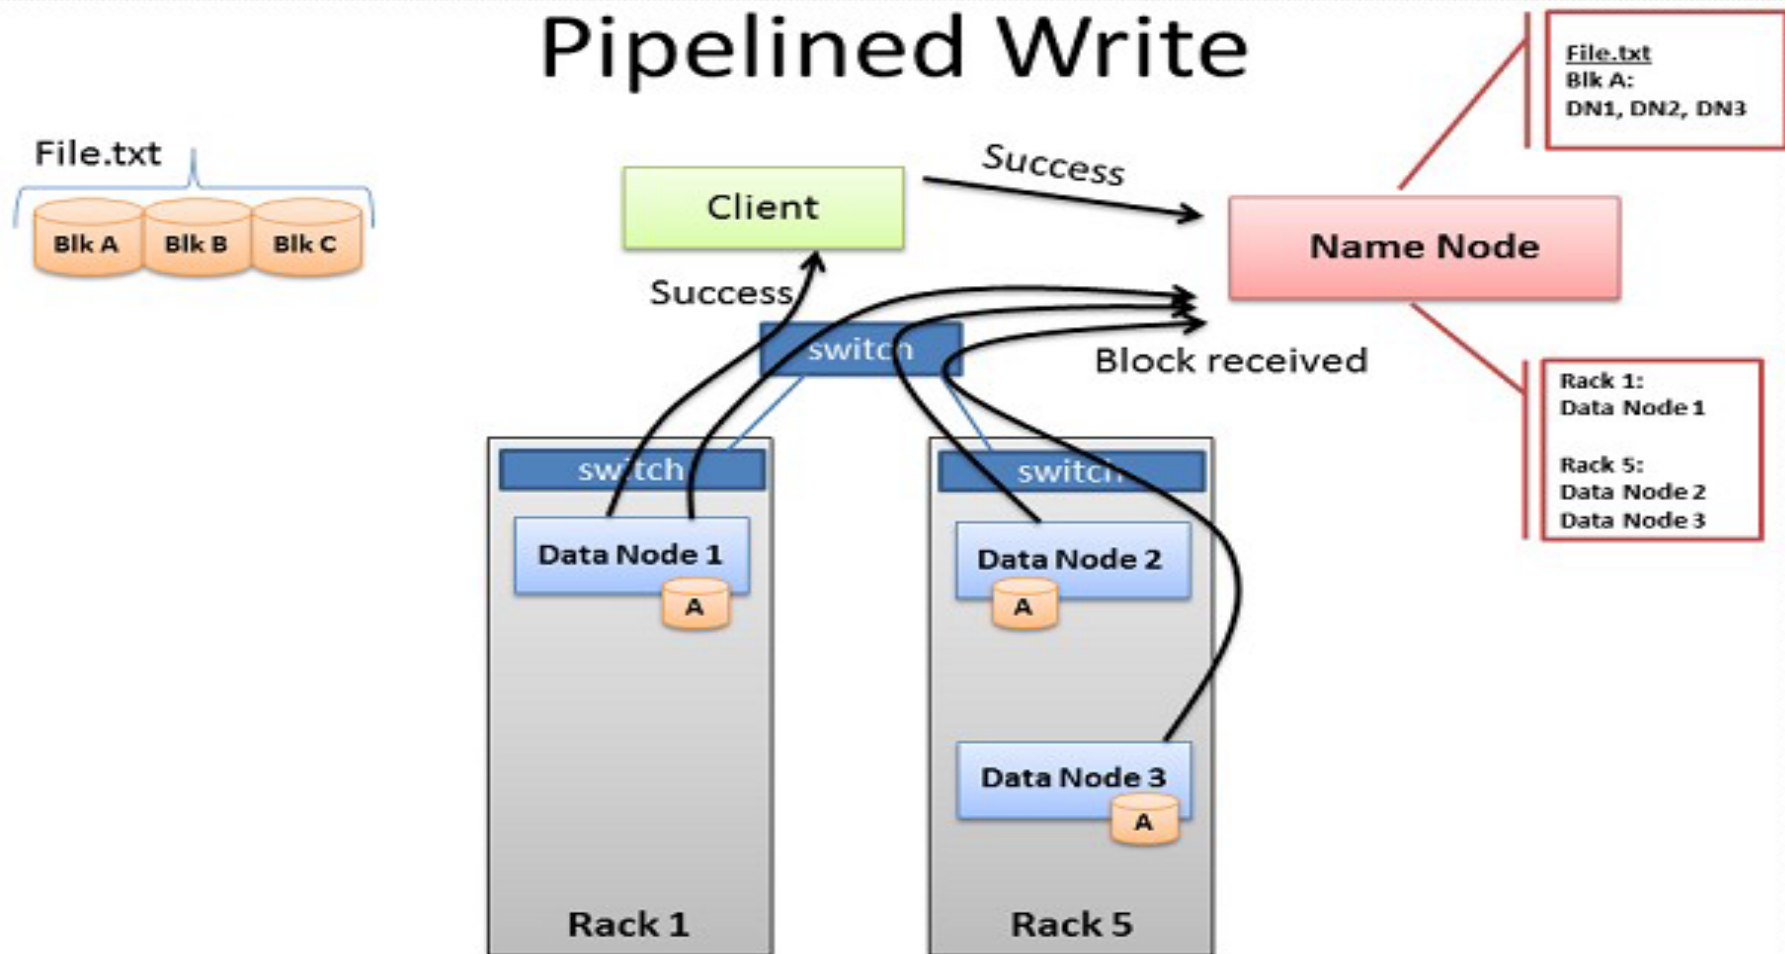 Pipelined Write
File.txt
Blk A:
DN1, DN2, DN3
File.txt
Blk A
Blk B
Blk C
Client
Success
Name Node
Success
switch
Block received
Rack 1:
Data Node 1
Rack 5:
Data Node 2
Data Node 3
switch
switch
Data Node 1
A
Data Node 2
A
Data Node 3
A
Rack 1
Rack 5